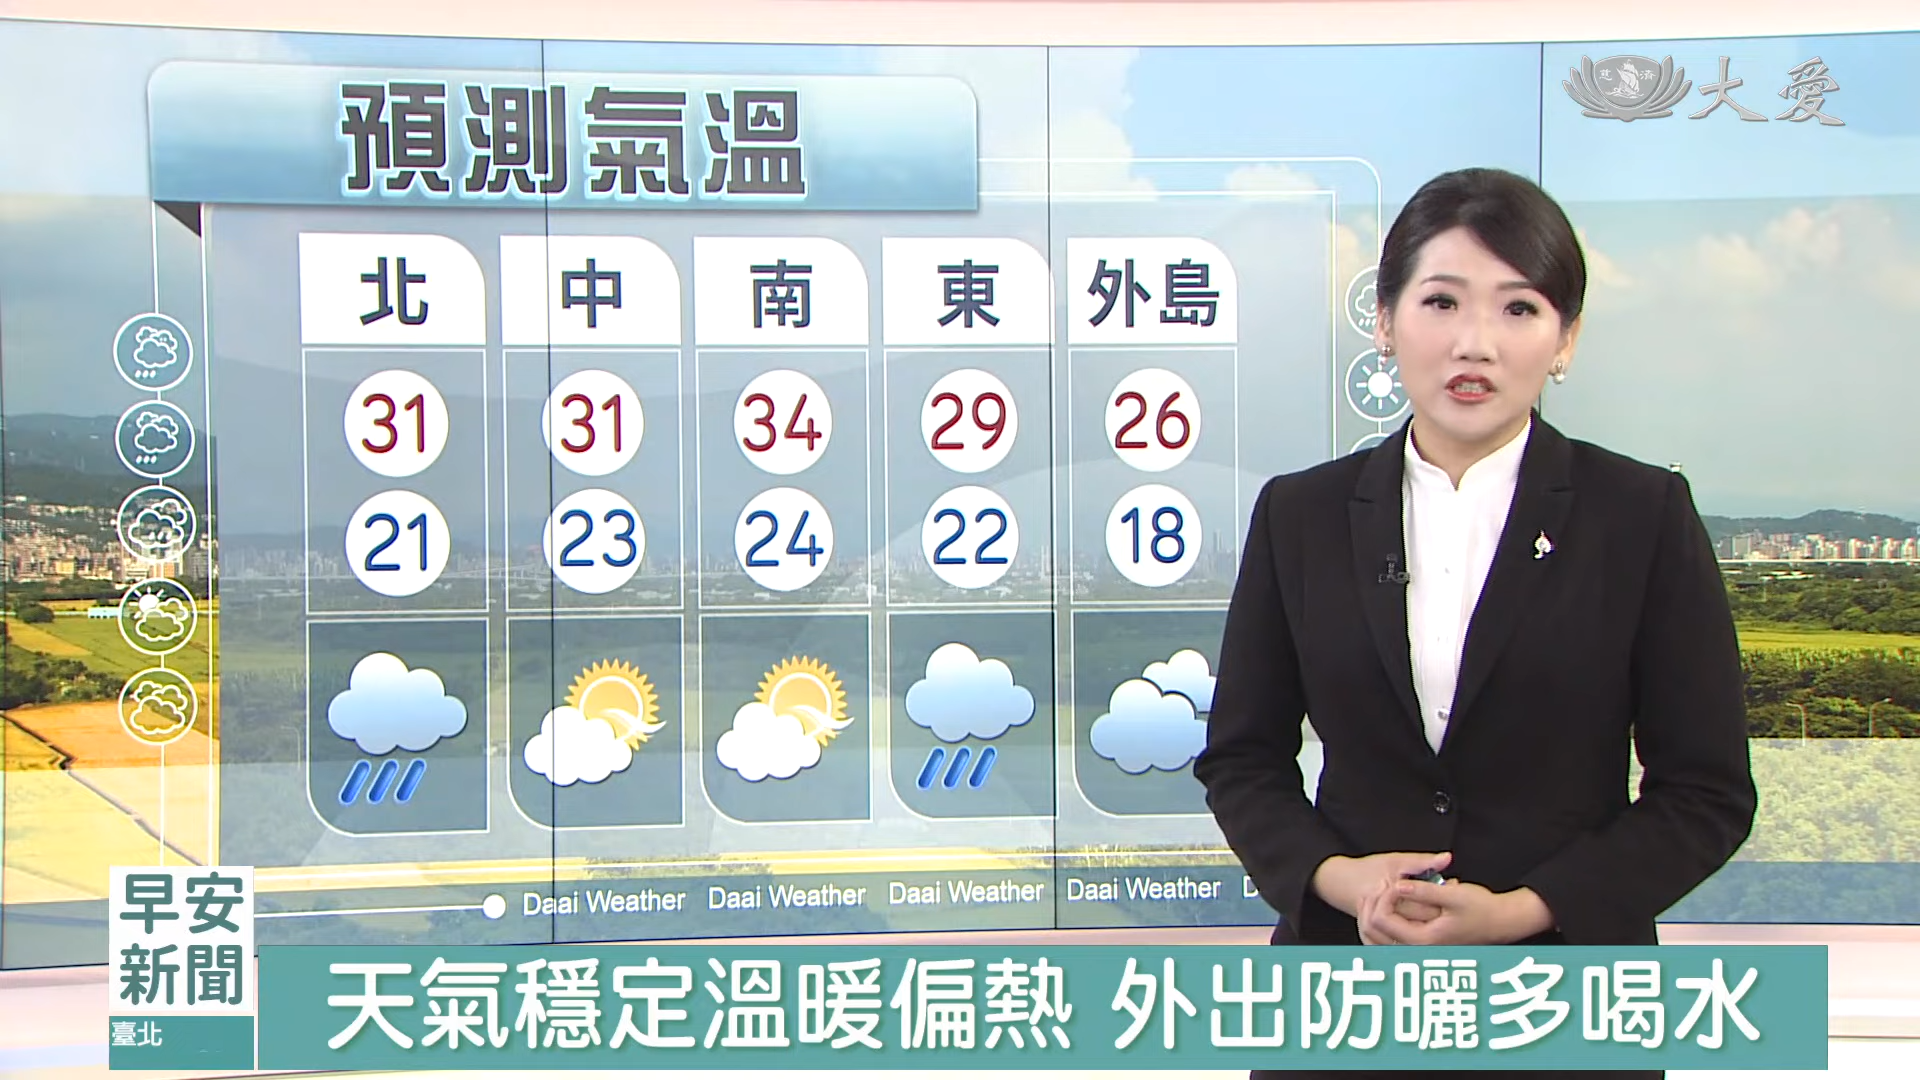 慈濟
大愛
預測氣溫
北 中 南 東 外島
31 31 34 29 26
21 23 24 22 18
Daai Weather Daai Weather Daai Weather Daai Weather D
早安
新聞
臺北
天氣穩定溫暖偏熱 外出防曬多喝水